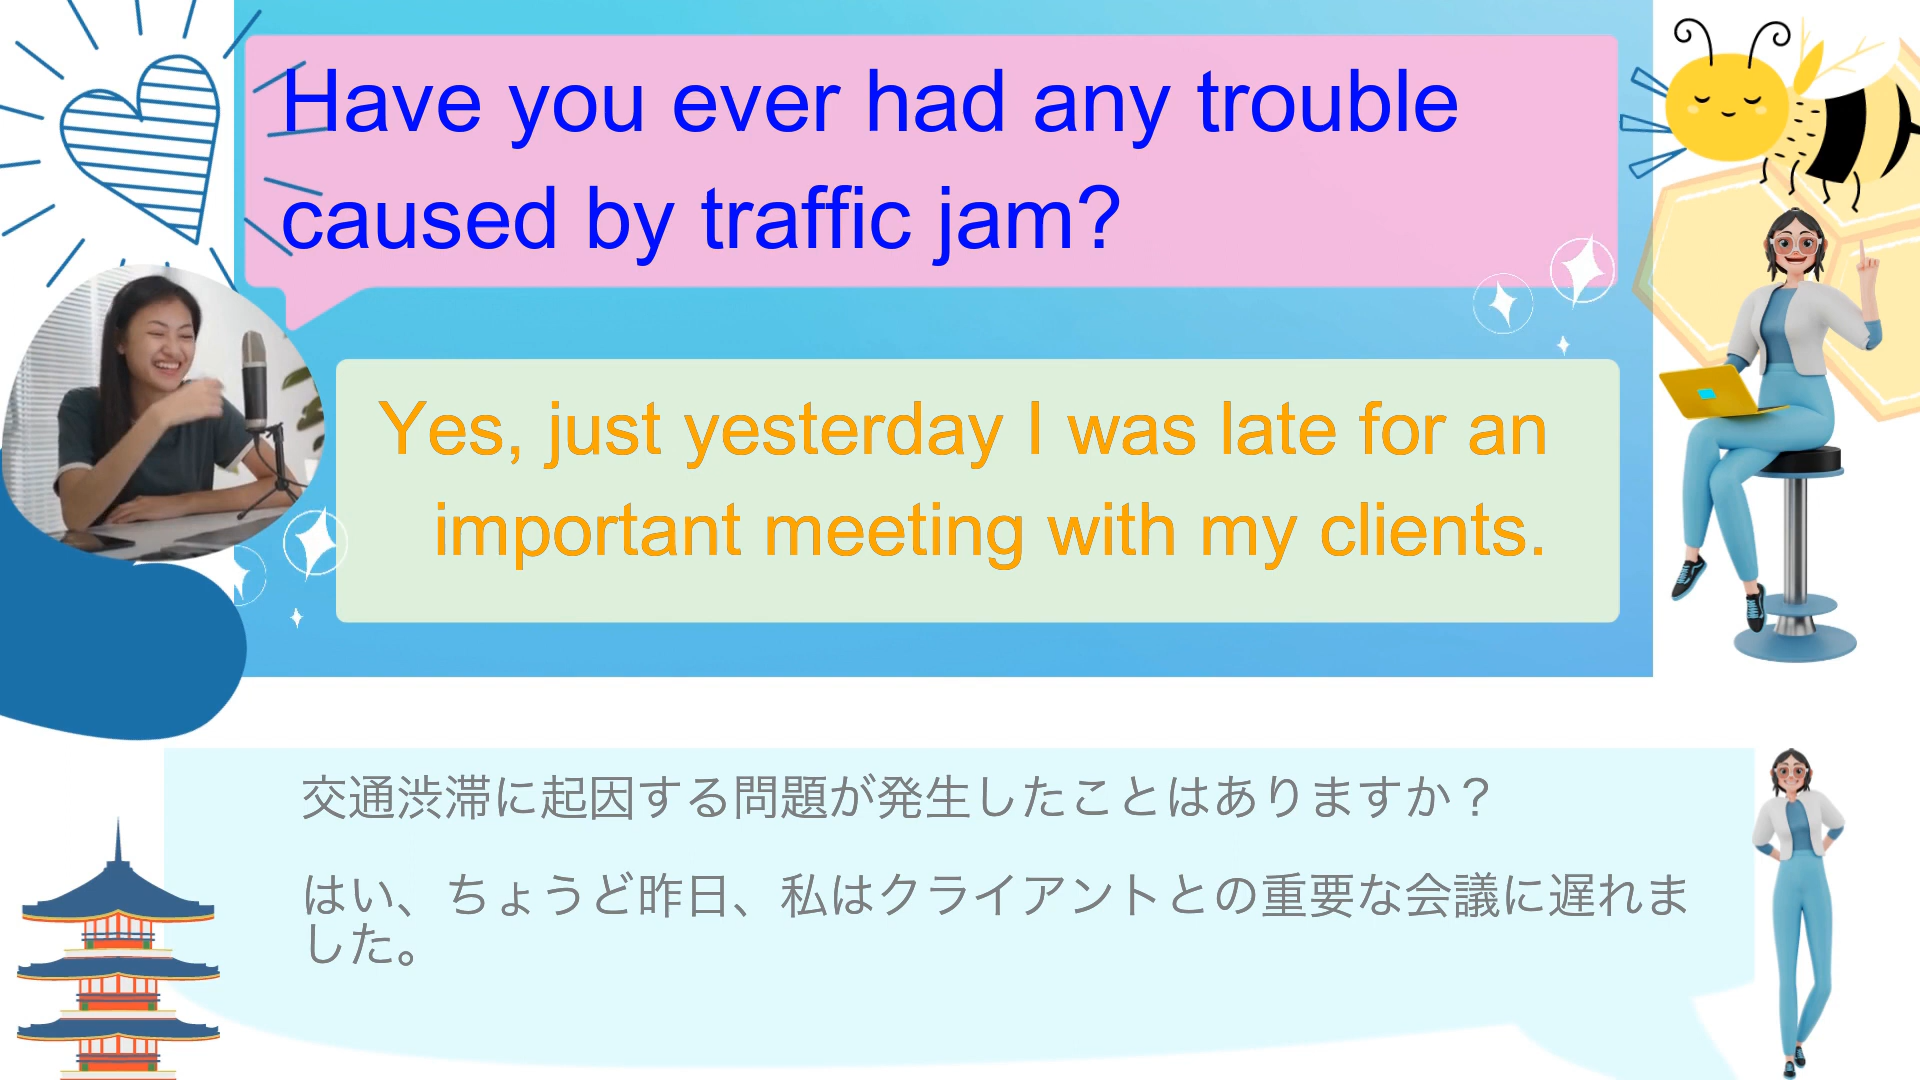 Have you ever had any trouble
caused by traffic jam?
Yes, just yesterday I was late for an
important meeting with my clients.
交通渋滞に起因する問題が発生したことはありますか？
はい、ちょうど昨日、私はクライアントとの重要な会議に遅れま
した。